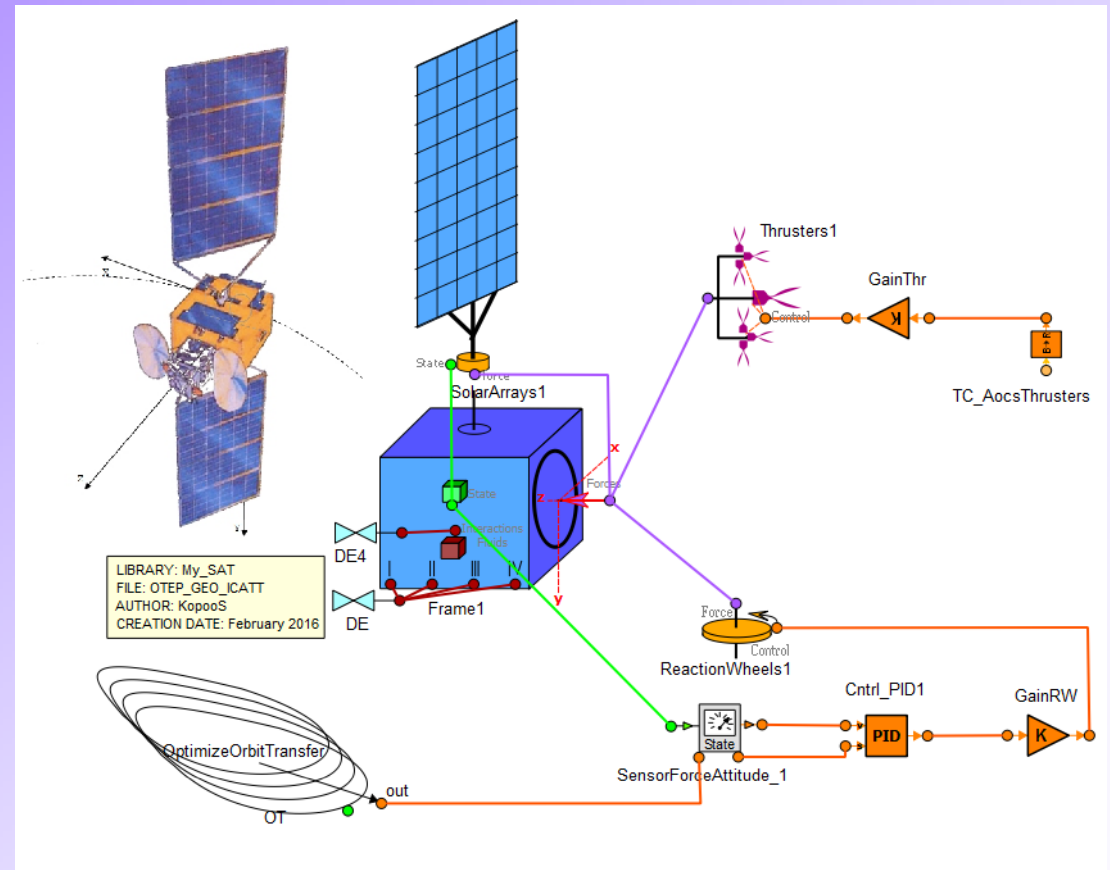 Thrusters1
GainThr
K
Control
B→R
TC_AocsThrusters
X
Z
State
Force
SolarArrays1
x
Forces
z
State
Interactions
Fields
y
DE4
I II III IV
DE
Frame1
LIBRARY: My_SAT
FILE: OTEP_GEO_ICATT
AUTHOR: KopooS
CREATION DATE: February 2016
Force
Control
ReactionWheels1
Cntrl_PID1
GainRW
State
PID
K
SensorForceAttitude_1
OptimizeOrbitTransfer
out
OT